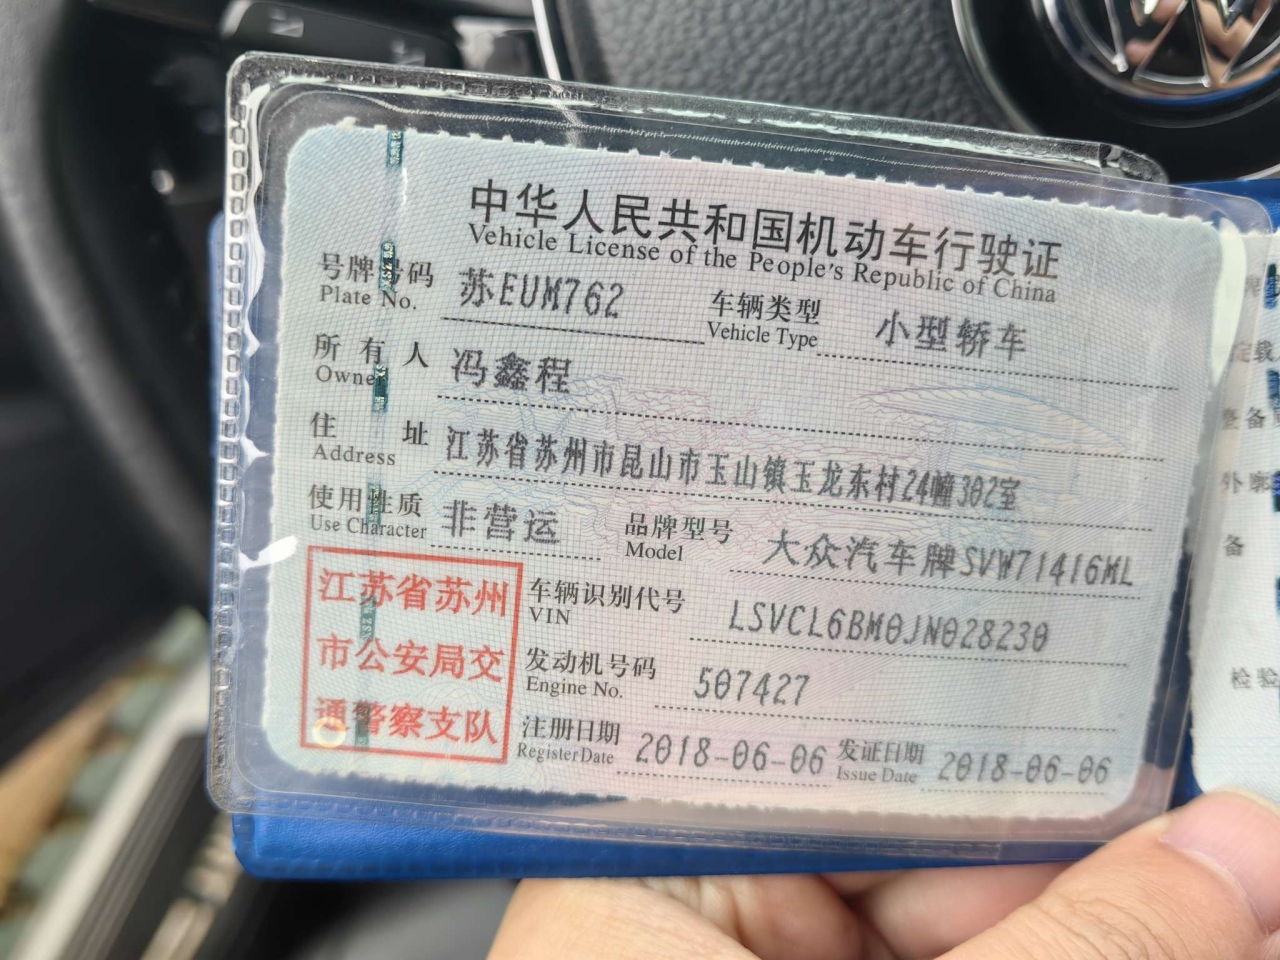 中华人民共和国机动车行驶证
Vehicle License of the People's Republic of China
号牌号码 苏EUM762 车辆类型 小型轿车
Plate No. Vehicle Type
所有人 冯鑫程
Owner
住址 江苏省苏州市昆山市玉山镇玉龙东村24幢302室
Address
使用性质 非营运 品牌型号 大众汽车牌SVW71416ML
Use Character Model
江苏省苏州
市公安局交
通警察支队
车辆识别代号 LSVCL6BM0JN028230
VIN
发动机号码 507427
Engine No.
注册日期 2018-06-06 发证日期 2018-06-06
Register Date Issue Date
外廓
备
检验